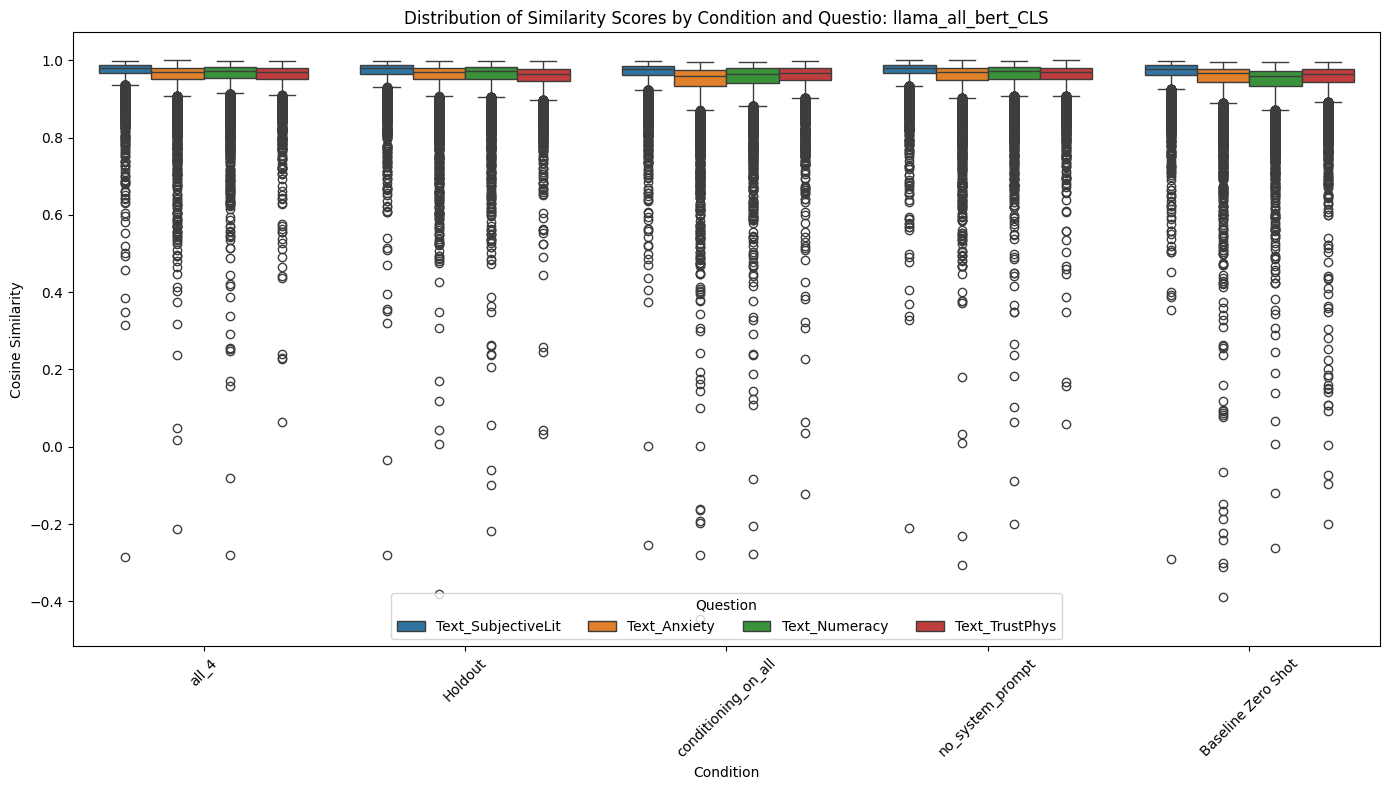 Distribution of Similarity Scores by Condition and Questio: llama_all_bert_CLS
Cosine Similarity
1.0
0.8
0.6
0.4
0.2
0.0
−0.2
−0.4
Question
Text_SubjectiveLit Text_Anxiety Text_Numeracy Text_TrustPhys
all_4
Holdout
conditioning_on_all
no_system_prompt
Baseline Zero Shot
Condition